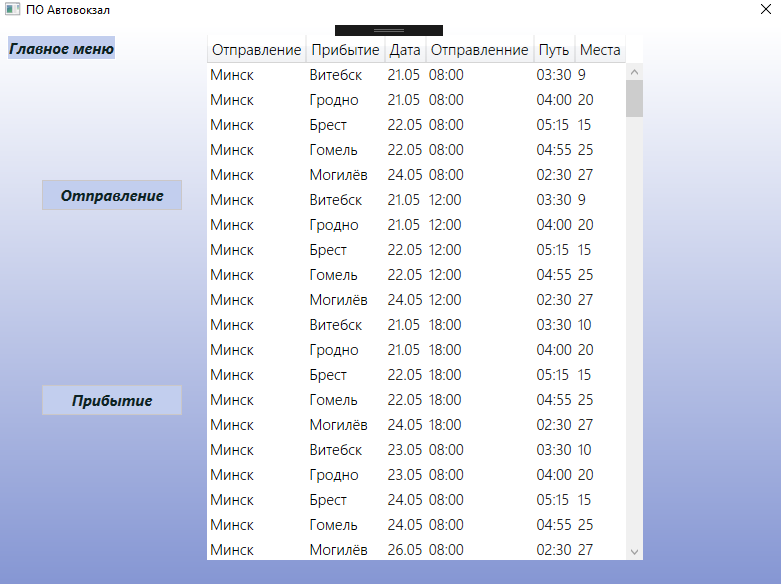 ПО Автовокзал
Главное меню
Отправление
Прибытие
Отправление Прибытие Дата Отправленние Путь Места
Минск Витебск 21.05 08:00 03:30 9
Минск Гродно 21.05 08:00 04:00 20
Минск Брест 22.05 08:00 05:15 15
Минск Гомель 22.05 08:00 04:55 25
Минск Могилёв 24.05 08:00 02:30 27
Минск Витебск 21.05 12:00 03:30 9
Минск Гродно 21.05 12:00 04:00 20
Минск Брест 22.05 12:00 05:15 15
Минск Гомель 22.05 12:00 04:55 25
Минск Могилёв 24.05 12:00 02:30 27
Минск Витебск 21.05 18:00 03:30 10
Минск Гродно 21.05 18:00 04:00 20
Минск Брест 22.05 18:00 05:15 15
Минск Гомель 22.05 18:00 04:55 25
Минск Могилёв 24.05 18:00 02:30 27
Минск Витебск 23.05 08:00 03:30 10
Минск Гродно 23.05 08:00 04:00 20
Минск Брест 24.05 08:00 05:15 15
Минск Гомель 24.05 08:00 04:55 25
Минск Могилёв 26.05 08:00 02:30 27